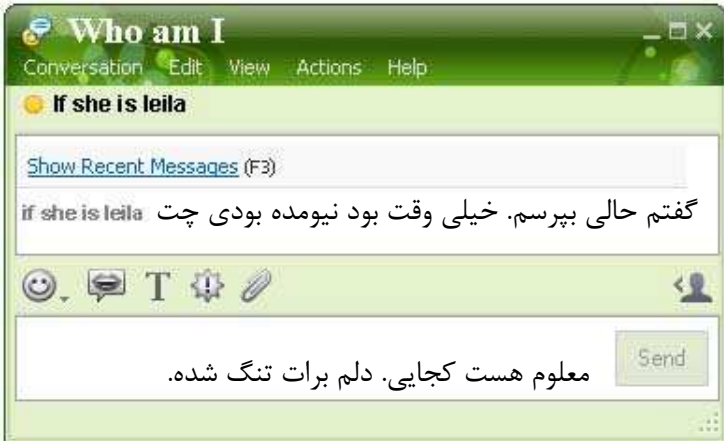 Who am I
Conversation Edit View Actions Help
If she is leila
Show Recent Messages (F3)
if she is leila گفتم حالی بپرسم. خیلی وقت بود نیومده بودی چت
T
معلوم هست کجایی. دلم برات تنگ شده.
Send